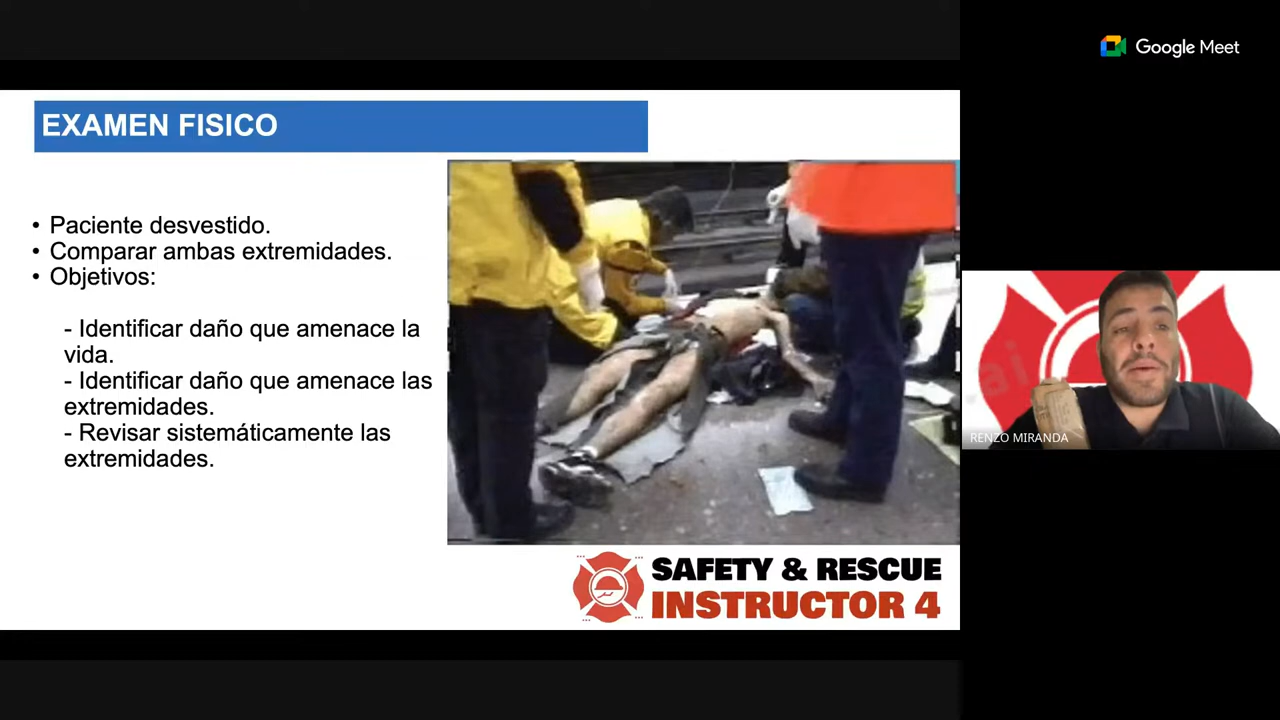 Google Meet
EXAMEN FISICO
• Paciente desvestido.
• Comparar ambas extremidades.
• Objetivos:
- Identificar daño que amenace la
vida.
- Identificar daño que amenace las
extremidades.
- Revisar sistemáticamente las
extremidades.
RENZO MIRANDA
SAFETY & RESCUE
INSTRUCTOR 4